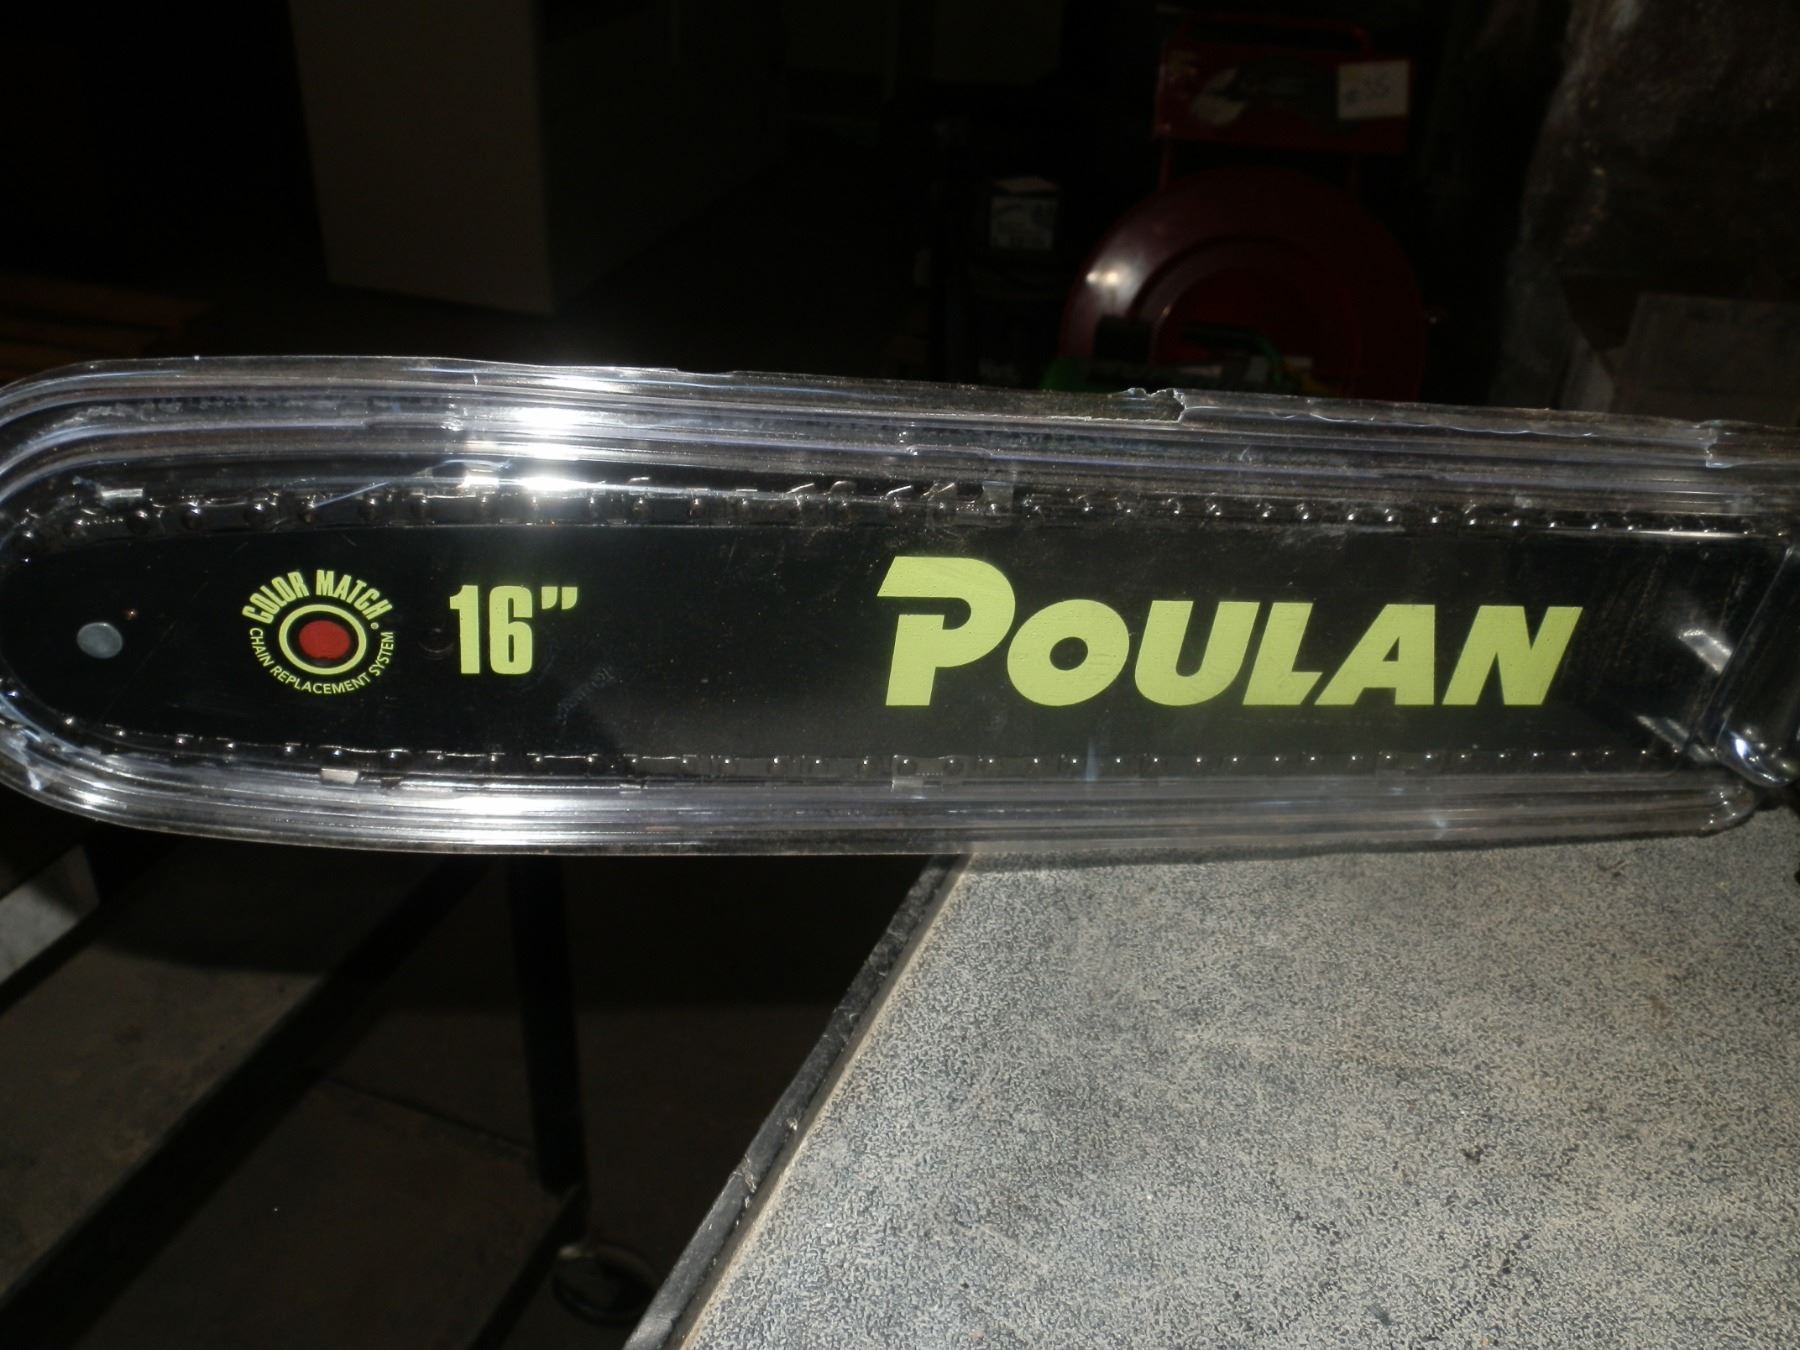 COLOR MATCH®
CHAIN REPLACEMENT SYSTEM
16"
POULAN